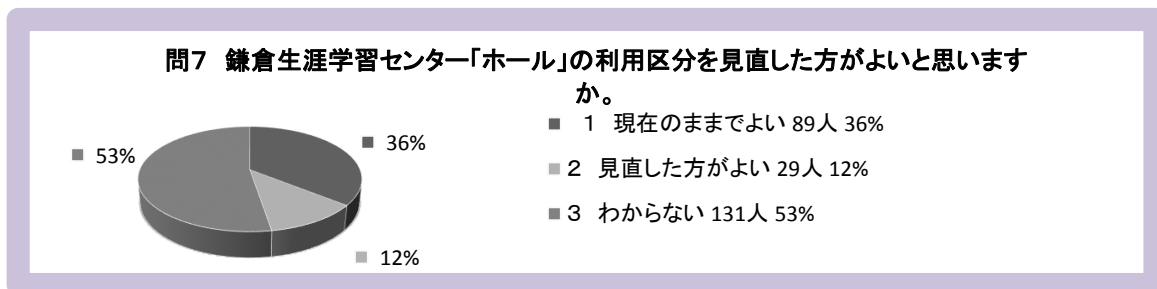 問7 鎌倉生涯学習センター「ホール」の利用区分を見直した方がよいと思います
か。
1 現在のままでよい 89人 36%
53%
36%
2 見直した方がよい 29人 12%
3 わからない 131人 53%
12%